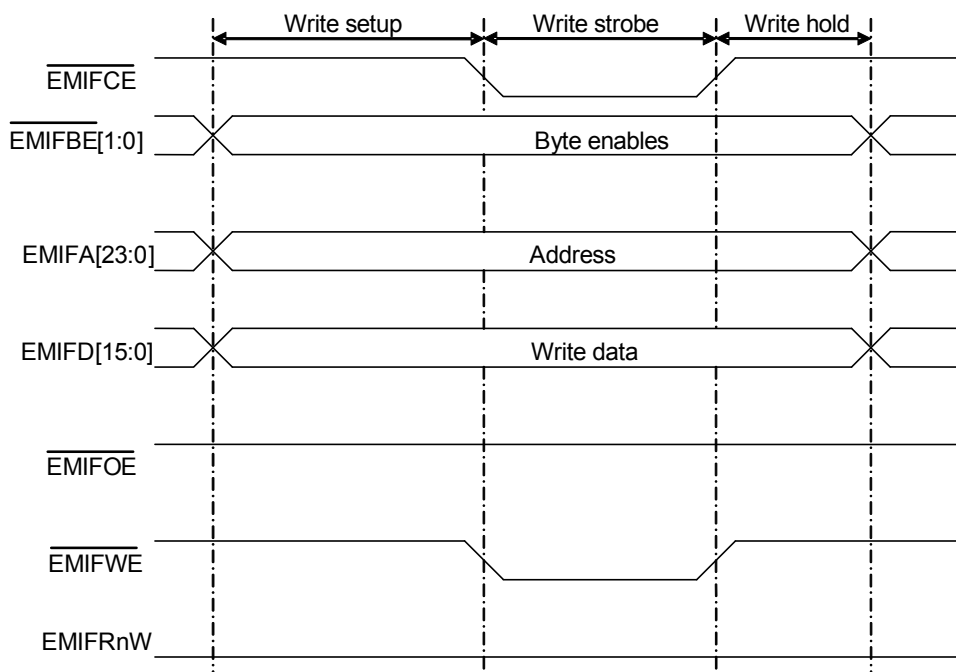 Write setup Write strobe Write hold
EMIFCE
EMIFBE[1:0] Byte enables
EMIFA[23:0] Address
EMIFD[15:0] Write data
EMIFOE
EMIFWE
EMIFRnW